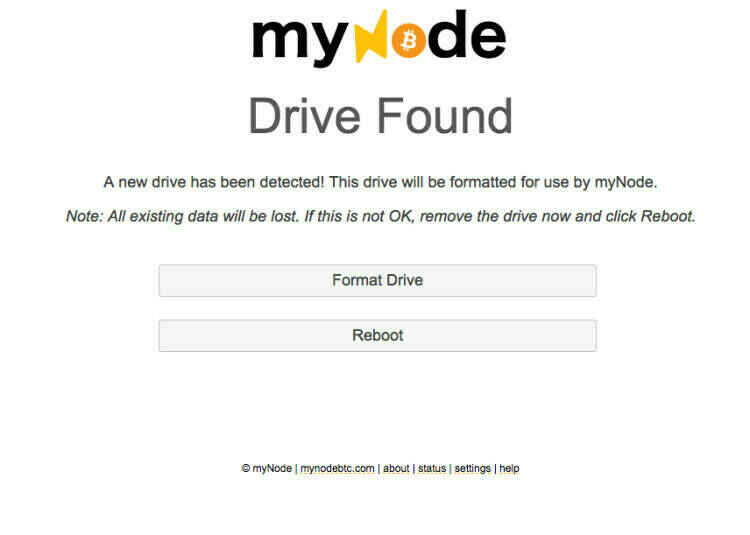 myNode
Drive Found
A new drive has been detected! This drive will be formatted for use by myNode.
Note: All existing data will be lost. If this is not OK, remove the drive now and click Reboot.
Format Drive
Reboot
© myNode | mynodebtc.com | about | status | settings | help